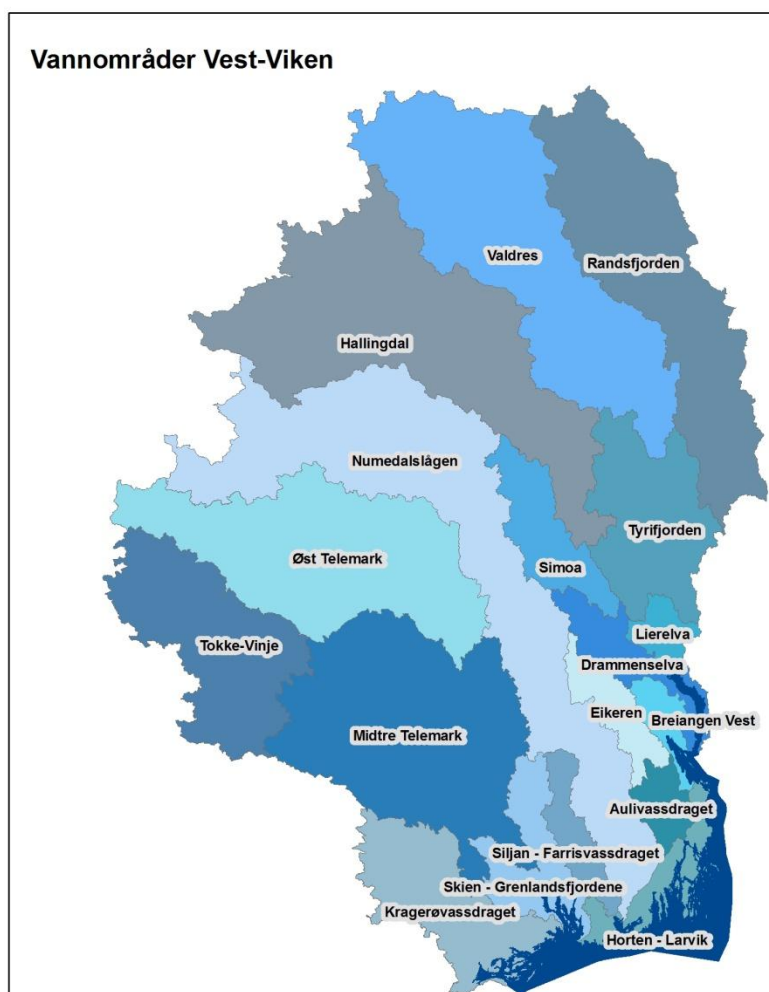 Vannområder Vest-Viken
Valdres
Randsfjorden
Hallingdal
Numedalslågen
Tyrifjorden
Øst Telemark
Simoa
Lierelva
Tokke-Vinje
Drammenselva
Eikeren
Breiangen Vest
Midtre Telemark
Aulivassdraget
Siljan - Farrisvassdraget
Skien - Grenlandsfjordene
Kragerøvassdraget
Horten - Larvik